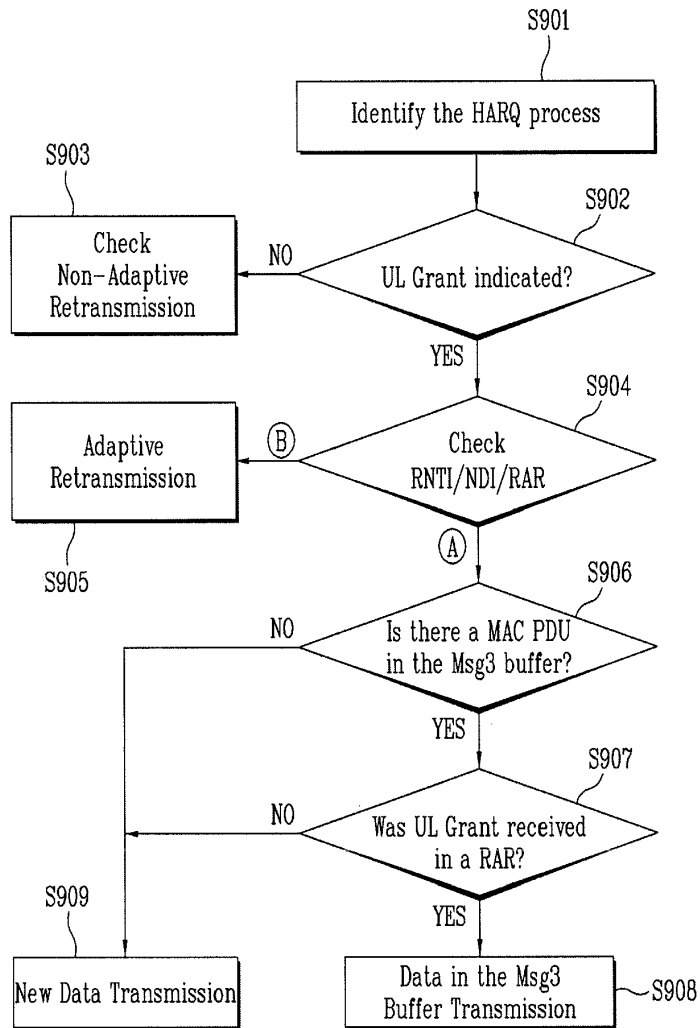 S901
Identify the HARQ process
S903
S902
Check
Non-Adaptive
Retransmission
NO
UL Grant indicated?
YES
S904
Adaptive
Retransmission
B
Check
RNTI/NDI/RAR
S905
A
S906
NO
Is there a MAC PDU
in the Msg3 buffer?
YES
S907
NO
Was UL Grant received
in a RAR?
S909
YES
New Data Transmission
Data in the Msg3
Buffer Transmission
S908